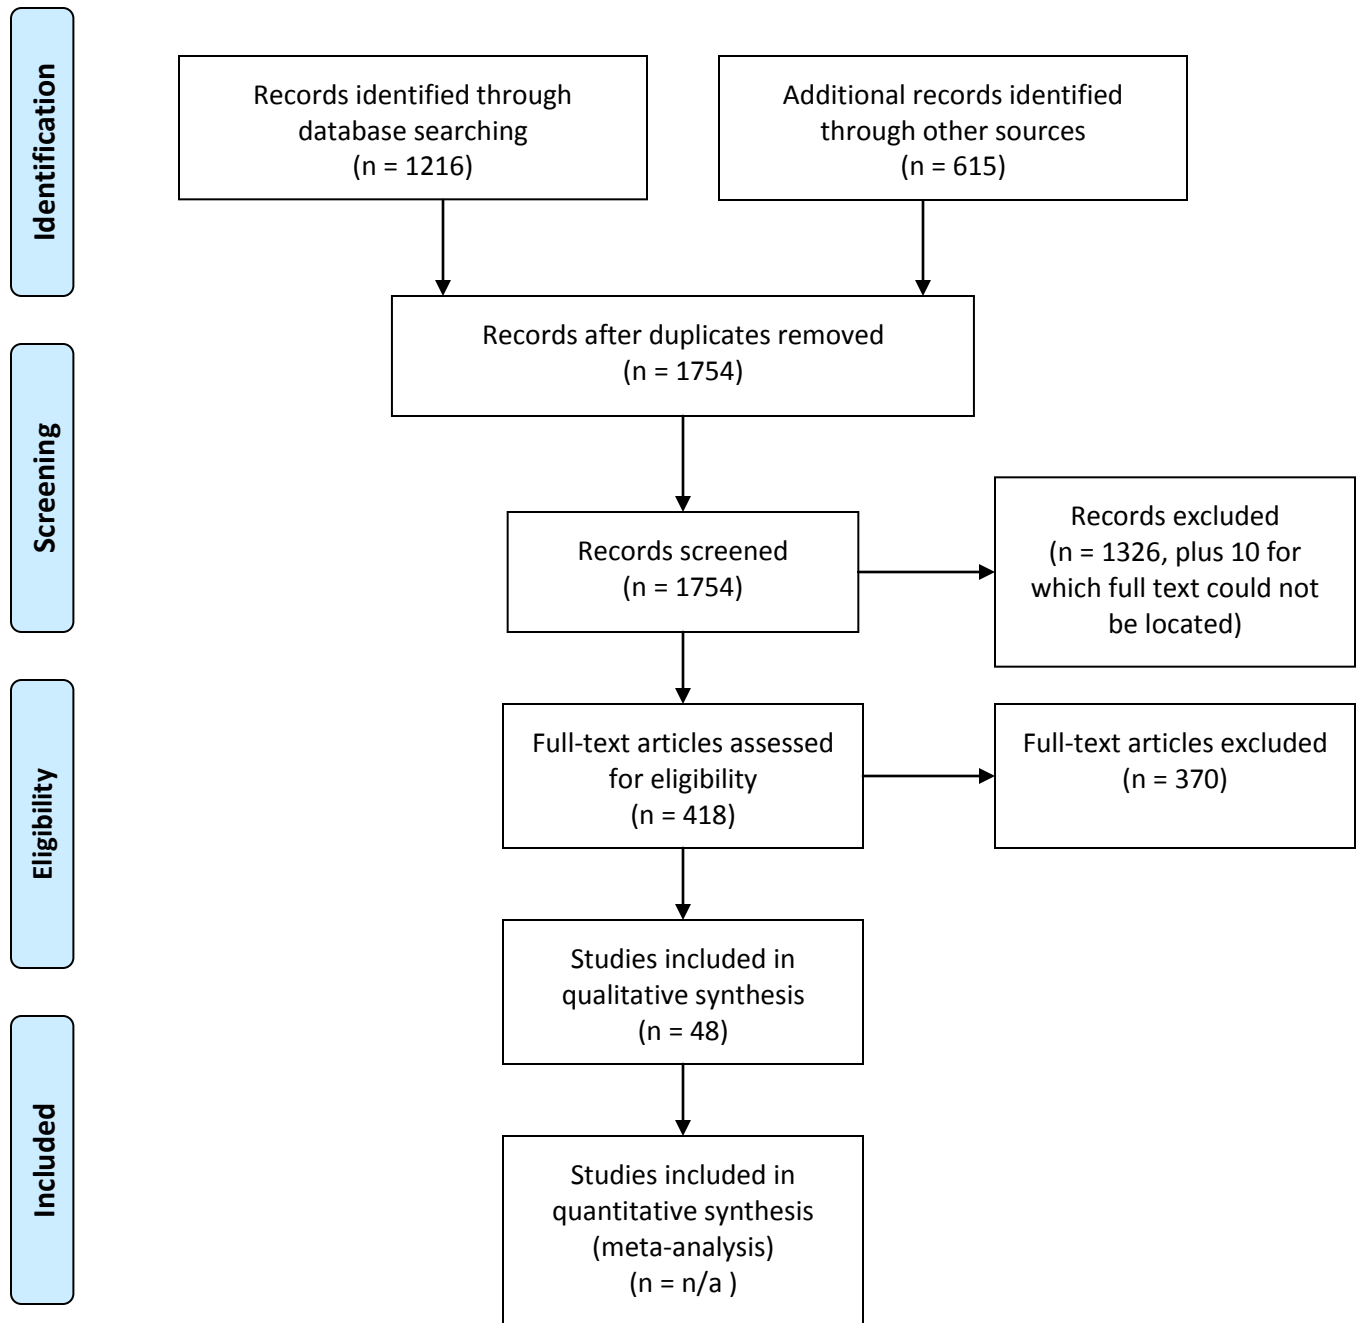 Identification
Records identified through
database searching
(n = 1216)
Additional records identified
through other sources
(n = 615)
Records after duplicates removed
(n = 1754)
Screening
Records screened
(n = 1754)
Records excluded
(n = 1326, plus 10 for
which full text could not
be located)
Eligibility
Full-text articles assessed
for eligibility
(n = 418)
Full-text articles excluded
(n = 370)
Studies included in
qualitative synthesis
(n = 48)
Included
Studies included in
quantitative synthesis
(meta-analysis)
(n = n/a )